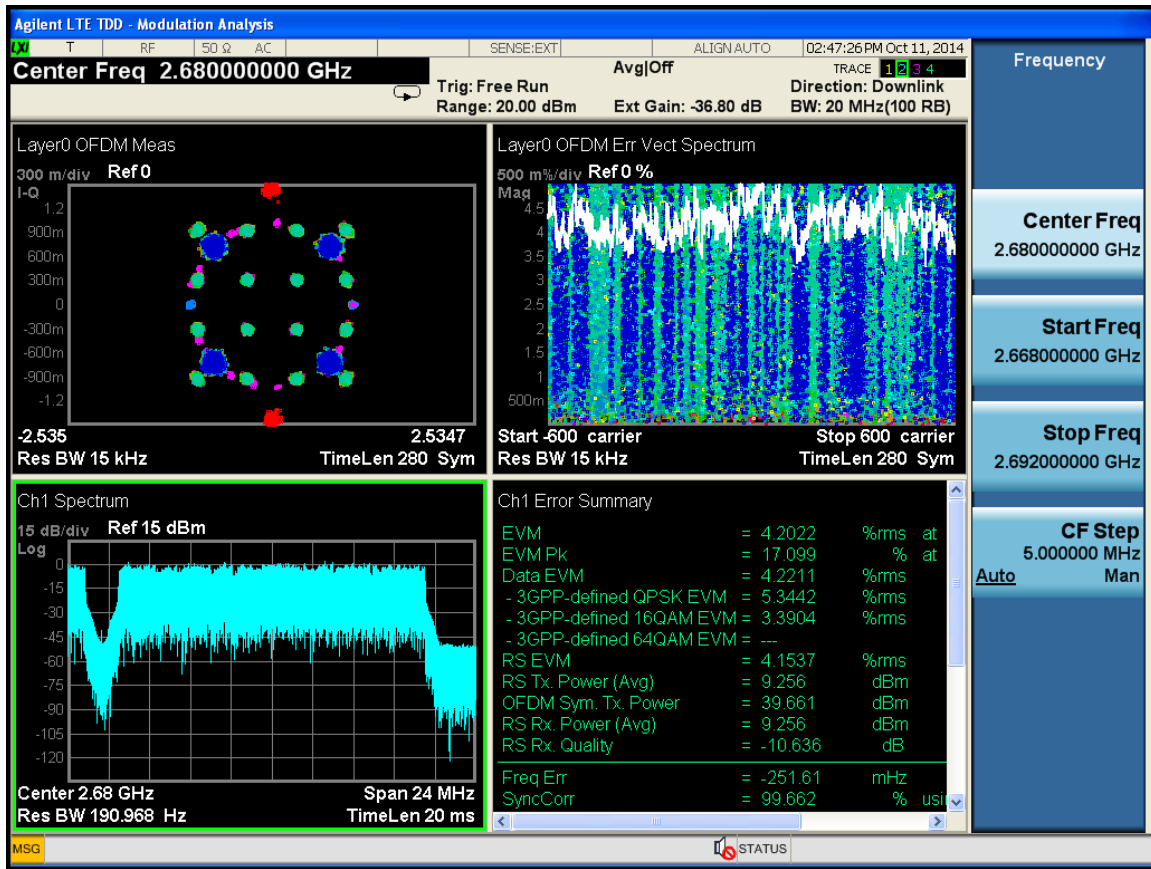 Agilent LTE TDD - Modulation Analysis
LXI T RF 50 Ω AC SENSE:EXT ALIGN AUTO 02:47:26 PM Oct 11, 2014
Center Freq 2.680000000 GHz
Avg|Off
TRACE 1 2 3 4
Trig: Free Run
Direction: Downlink
Range: 20.00 dBm Ext Gain: -36.80 dB BW: 20 MHz(100 RB)
Layer0 OFDM Meas
300 m/div Ref 0
I-Q
1.2
900m
600m
300m
0
-300m
-600m
-900m
-1.2
-2.535 2.5347
Res BW 15 kHz TimeLen 280 Sym
Layer0 OFDM Err Vect Spectrum
500 m%/div Ref 0 %
Mag
4.5
4
3.5
3
2.5
2
1.5
1
500m
Start -600 carrier Stop 600 carrier
Res BW 15 kHz TimeLen 280 Sym
Ch1 Spectrum
15 dB/div Ref 15 dBm
Log
0
-15
-30
-45
-60
-75
-90
-105
-120
Center 2.68 GHz Span 24 MHz
Res BW 190.968 Hz TimeLen 20 ms
Ch1 Error Summary
EVM = 4.2022 %rms at
EVM Pk = 17.099 % at
Data EVM = 4.2211 %rms
- 3GPP-defined QPSK EVM = 5.3442 %rms
- 3GPP-defined 16QAM EVM = 3.3904 %rms
- 3GPP-defined 64QAM EVM = ---
RS EVM = 4.1537 %rms
RS Tx. Power (Avg) = 9.256 dBm
OFDM Sym. Tx. Power = 39.661 dBm
RS Rx. Power (Avg) = 9.256 dBm
RS Rx. Quality = -10.636 dB
Freq Err = -251.61 mHz
SyncCorr = 99.662 % usi
Frequency
Center Freq
2.680000000 GHz
Start Freq
2.668000000 GHz
Stop Freq
2.692000000 GHz
CF Step
5.000000 MHz
Auto Man
MSG STATUS